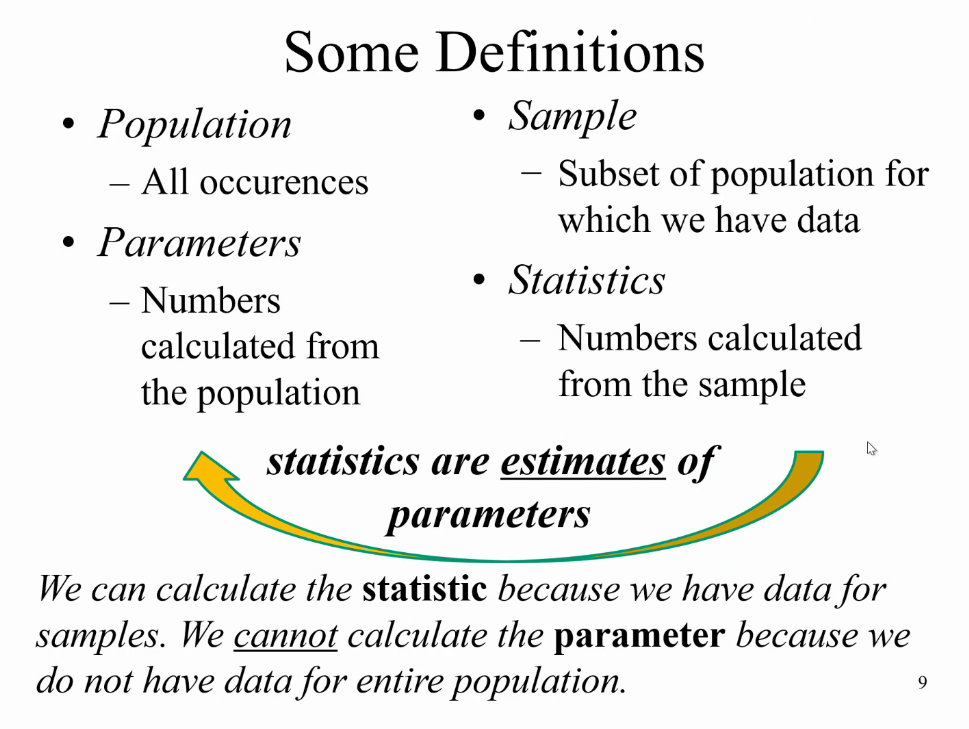 Some Definitions
• Population
– All occurences
• Parameters
– Numbers
calculated from
the population
• Sample
– Subset of population for
which we have data
• Statistics
– Numbers calculated
from the sample
statistics are estimates of
parameters
We can calculate the statistic because we have data for
samples. We cannot calculate the parameter because we
do not have data for entire population.
9